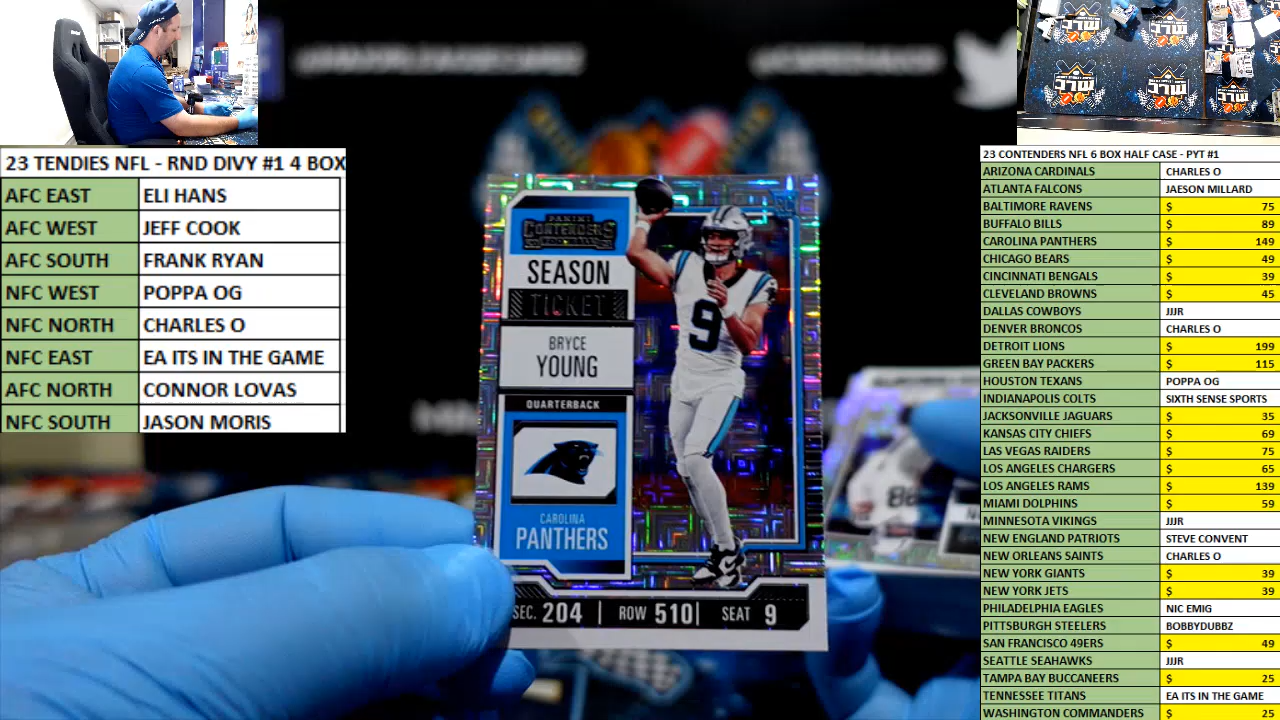 23 TENDIES NFL - RND DIVY #1 4 BOX
AFC EAST ELI HANS
AFC WEST JEFF COOK
AFC SOUTH FRANK RYAN
NFC WEST POPPA OG
NFC NORTH CHARLES O
NFC EAST EA ITS IN THE GAME
AFC NORTH CONNOR LOVAS
NFC SOUTH JASON MORIS
PANINI
CONTENDERS
FOOTBALL
SEASON
TICKET
BRYCE
YOUNG
QUARTERBACK
CAROLINA
PANTHERS
SEC. 204 | ROW 510 | SEAT 9
9
88
23 CONTENDERS NFL 6 BOX HALF CASE - PYT #1
ARIZONA CARDINALS CHARLES O
ATLANTA FALCONS JAESON MILLARD
BALTIMORE RAVENS $ 75
BUFFALO BILLS $ 89
CAROLINA PANTHERS $ 149
CHICAGO BEARS $ 49
CINCINNATI BENGALS $ 39
CLEVELAND BROWNS $ 45
DALLAS COWBOYS JJJR
DENVER BRONCOS CHARLES O
DETROIT LIONS $ 199
GREEN BAY PACKERS $ 115
HOUSTON TEXANS POPPA OG
INDIANAPOLIS COLTS SIXTH SENSE SPORTS
JACKSONVILLE JAGUARS $ 35
KANSAS CITY CHIEFS $ 69
LAS VEGAS RAIDERS $ 75
LOS ANGELES CHARGERS $ 65
LOS ANGELES RAMS $ 139
MIAMI DOLPHINS $ 59
MINNESOTA VIKINGS JJJR
NEW ENGLAND PATRIOTS STEVE CONVENT
NEW ORLEANS SAINTS CHARLES O
NEW YORK GIANTS $ 39
NEW YORK JETS $ 39
PHILADELPHIA EAGLES NIC EMIG
PITTSBURGH STEELERS BOBBYDUBBZ
SAN FRANCISCO 49ERS $ 49
SEATTLE SEAHAWKS JJJR
TAMPA BAY BUCCANEERS $ 25
TENNESSEE TITANS EA ITS IN THE GAME
WASHINGTON COMMANDERS $ 25